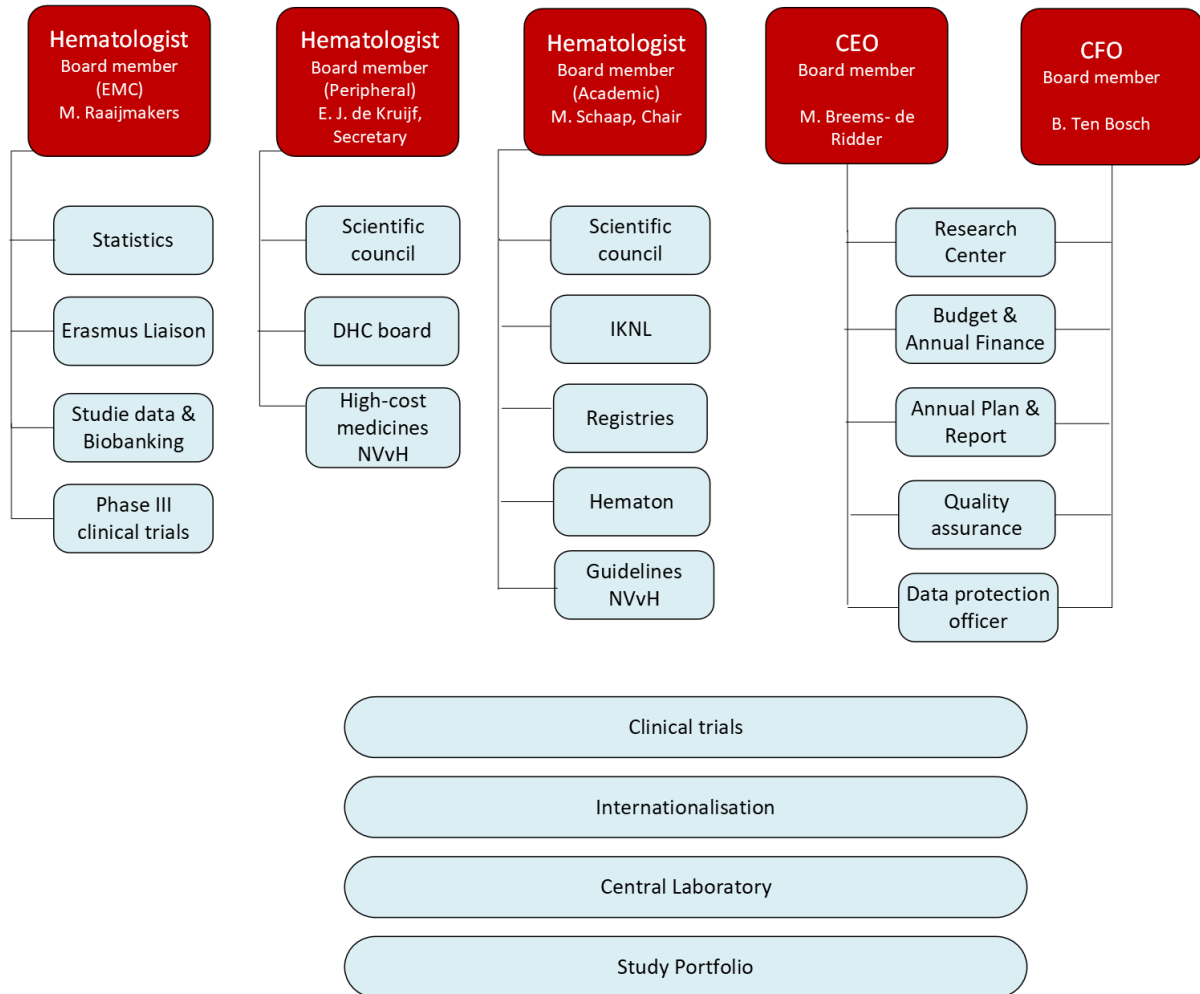 Hematologist
Board member
(EMC)
M. Raaijmakers
Hematologist
Board member
(Peripheral)
E. J. de Kruijf,
Secretary
Hematologist
Board member
(Academic)
M. Schaap, Chair
CEO
Board member
M. Breems- de
Ridder
CFO
Board member
B. Ten Bosch
Statistics
Erasmus Liaison
Studie data &
Biobanking
Phase III
clinical trials
Scientific
council
DHC board
High-cost
medicines
NVvH
Scientific
council
IKNL
Registries
Hematon
Guidelines
NVvH
Research
Center
Budget &
Annual Finance
Annual Plan &
Report
Quality
assurance
Data protection
officer
Clinical trials
Internationalisation
Central Laboratory
Study Portfolio